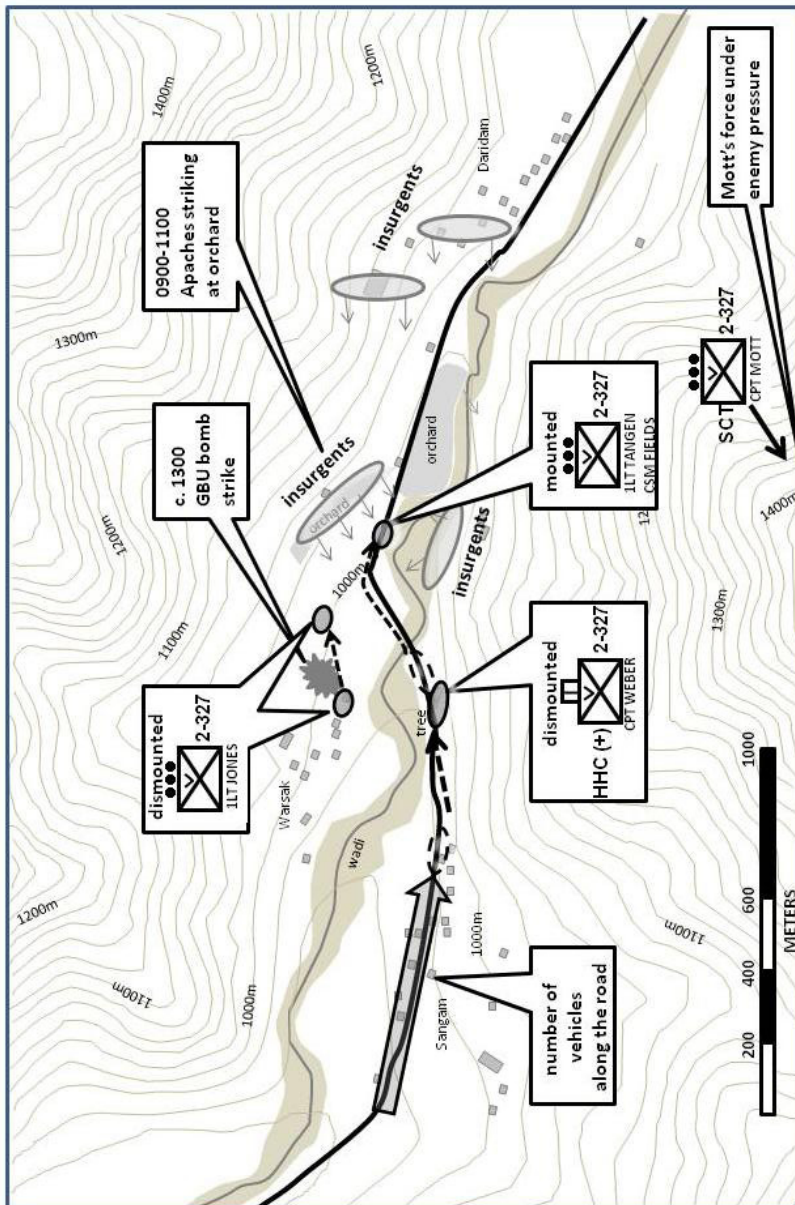 0900-1100
Apaches striking
at orchard
c. 1300
GBU bomb
strike
dismounted
2-327
1LT JONES
1400m
1200m
1300m
1200m
1100m
1200m
1100m
1000m
1000m
insurgents
insurgents
orchard
Daridam
Warsak
wadi
tree
orchard
insurgents
Sangam
1000m
number of
vehicles
along the road
dismounted
HHC (+)
2-327
CPT WEBER
mounted
2-327
1LT TANGEN
CSM FIELDS
SCT
2-327
CPT MOTT
Mott's force under
enemy pressure
12
1100m
1300m
1400m
200
400
600
1000
METERS